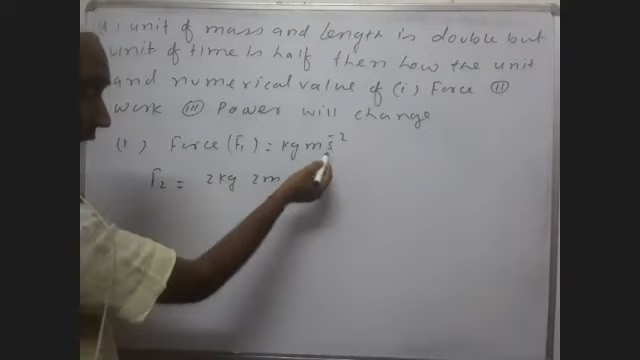 unit of mass and length is double but
unit of time is half then how the unit
and numerical value of (i) Force (ii)
work (iii) Power will change
(1) Force (F₁) = kg m s⁻²
F₂ = 2kg 2m